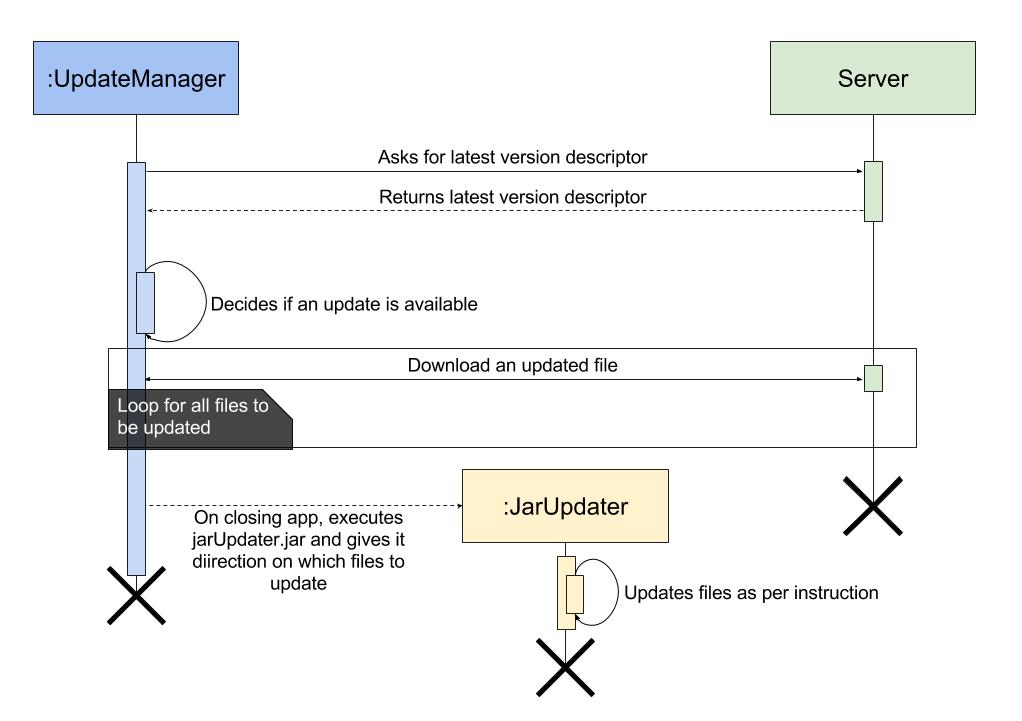 :UpdateManager
Server
Asks for latest version descriptor
Returns latest version descriptor
Decides if an update is available
Download an updated file
Loop for all files to
be updated
:JarUpdater
On closing app, executes
jarUpdater.jar and gives it
diirection on which files to
update
Updates files as per instruction